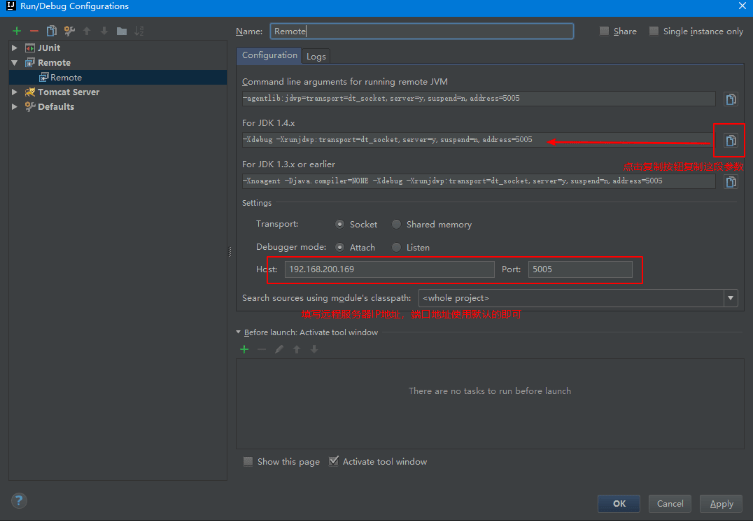 Run/Debug Configurations
JUnit
Remote
Remote
Tomcat Server
Defaults
Name: Remote
Share
Single instance only
Configuration
Logs
Command line arguments for running remote JVM
-agentlib:jdwp=transport=dt_socket,server=y,suspend=n,address=5005
For JDK 1.4.x
-Xdebug -Xrunjdwp:transport=dt_socket,server=y,suspend=n,address=5005
点击复制按钮复制这段参数
For JDK 1.3.x or earlier
-Xnoagent -Djava.compiler=NONE -Xdebug -Xrunjdwp:transport=dt_socket,server=y,suspend=n,address=5005
Settings
Transport: Socket Shared memory
Debugger mode: Attach Listen
Host: 192.168.200.169 Port: 5005
Search sources using module's classpath: <whole project>
填写远程服务器IP地址，端口地址使用默认的即可
Before launch: Activate tool window
There are no tasks to run before launch
Show this page
Activate tool window
?
OK
Cancel
Apply